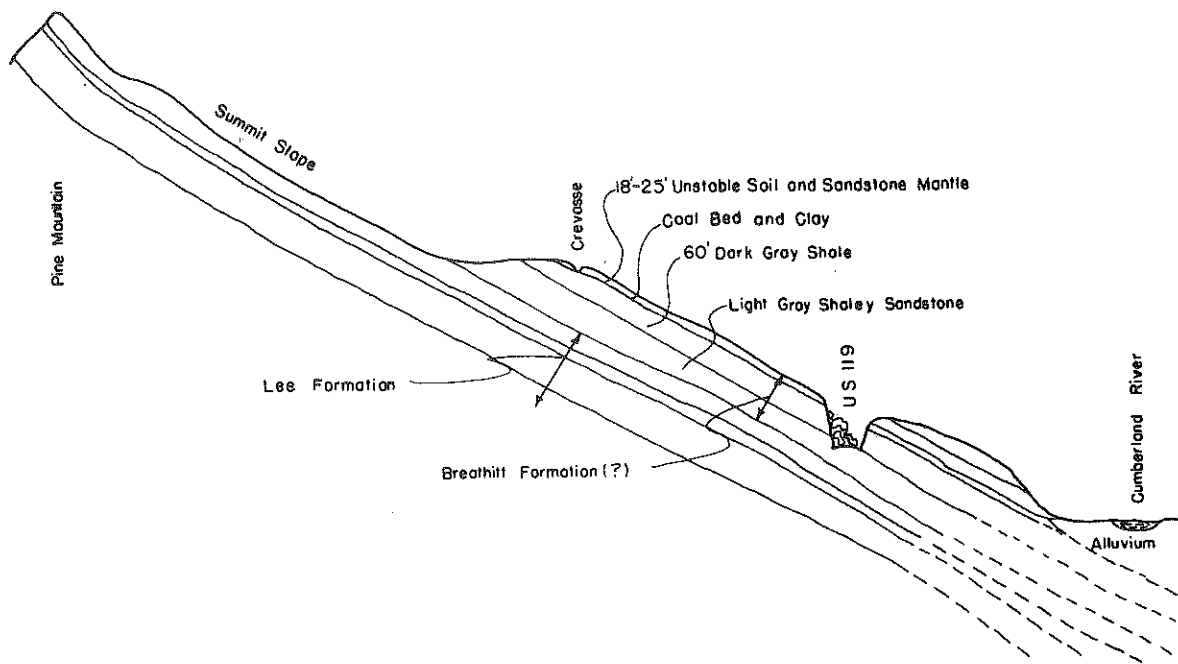 Summit Slope
Pine Mountain
Crevasse
18'-25' Unstable Soil and Sandstone Mantle
Coal Bed and Clay
60' Dark Gray Shale
Light Gray Shaley Sandstone
US 119
Cumberland River
Lee Formation
Breathitt Formation (?)
Alluvium